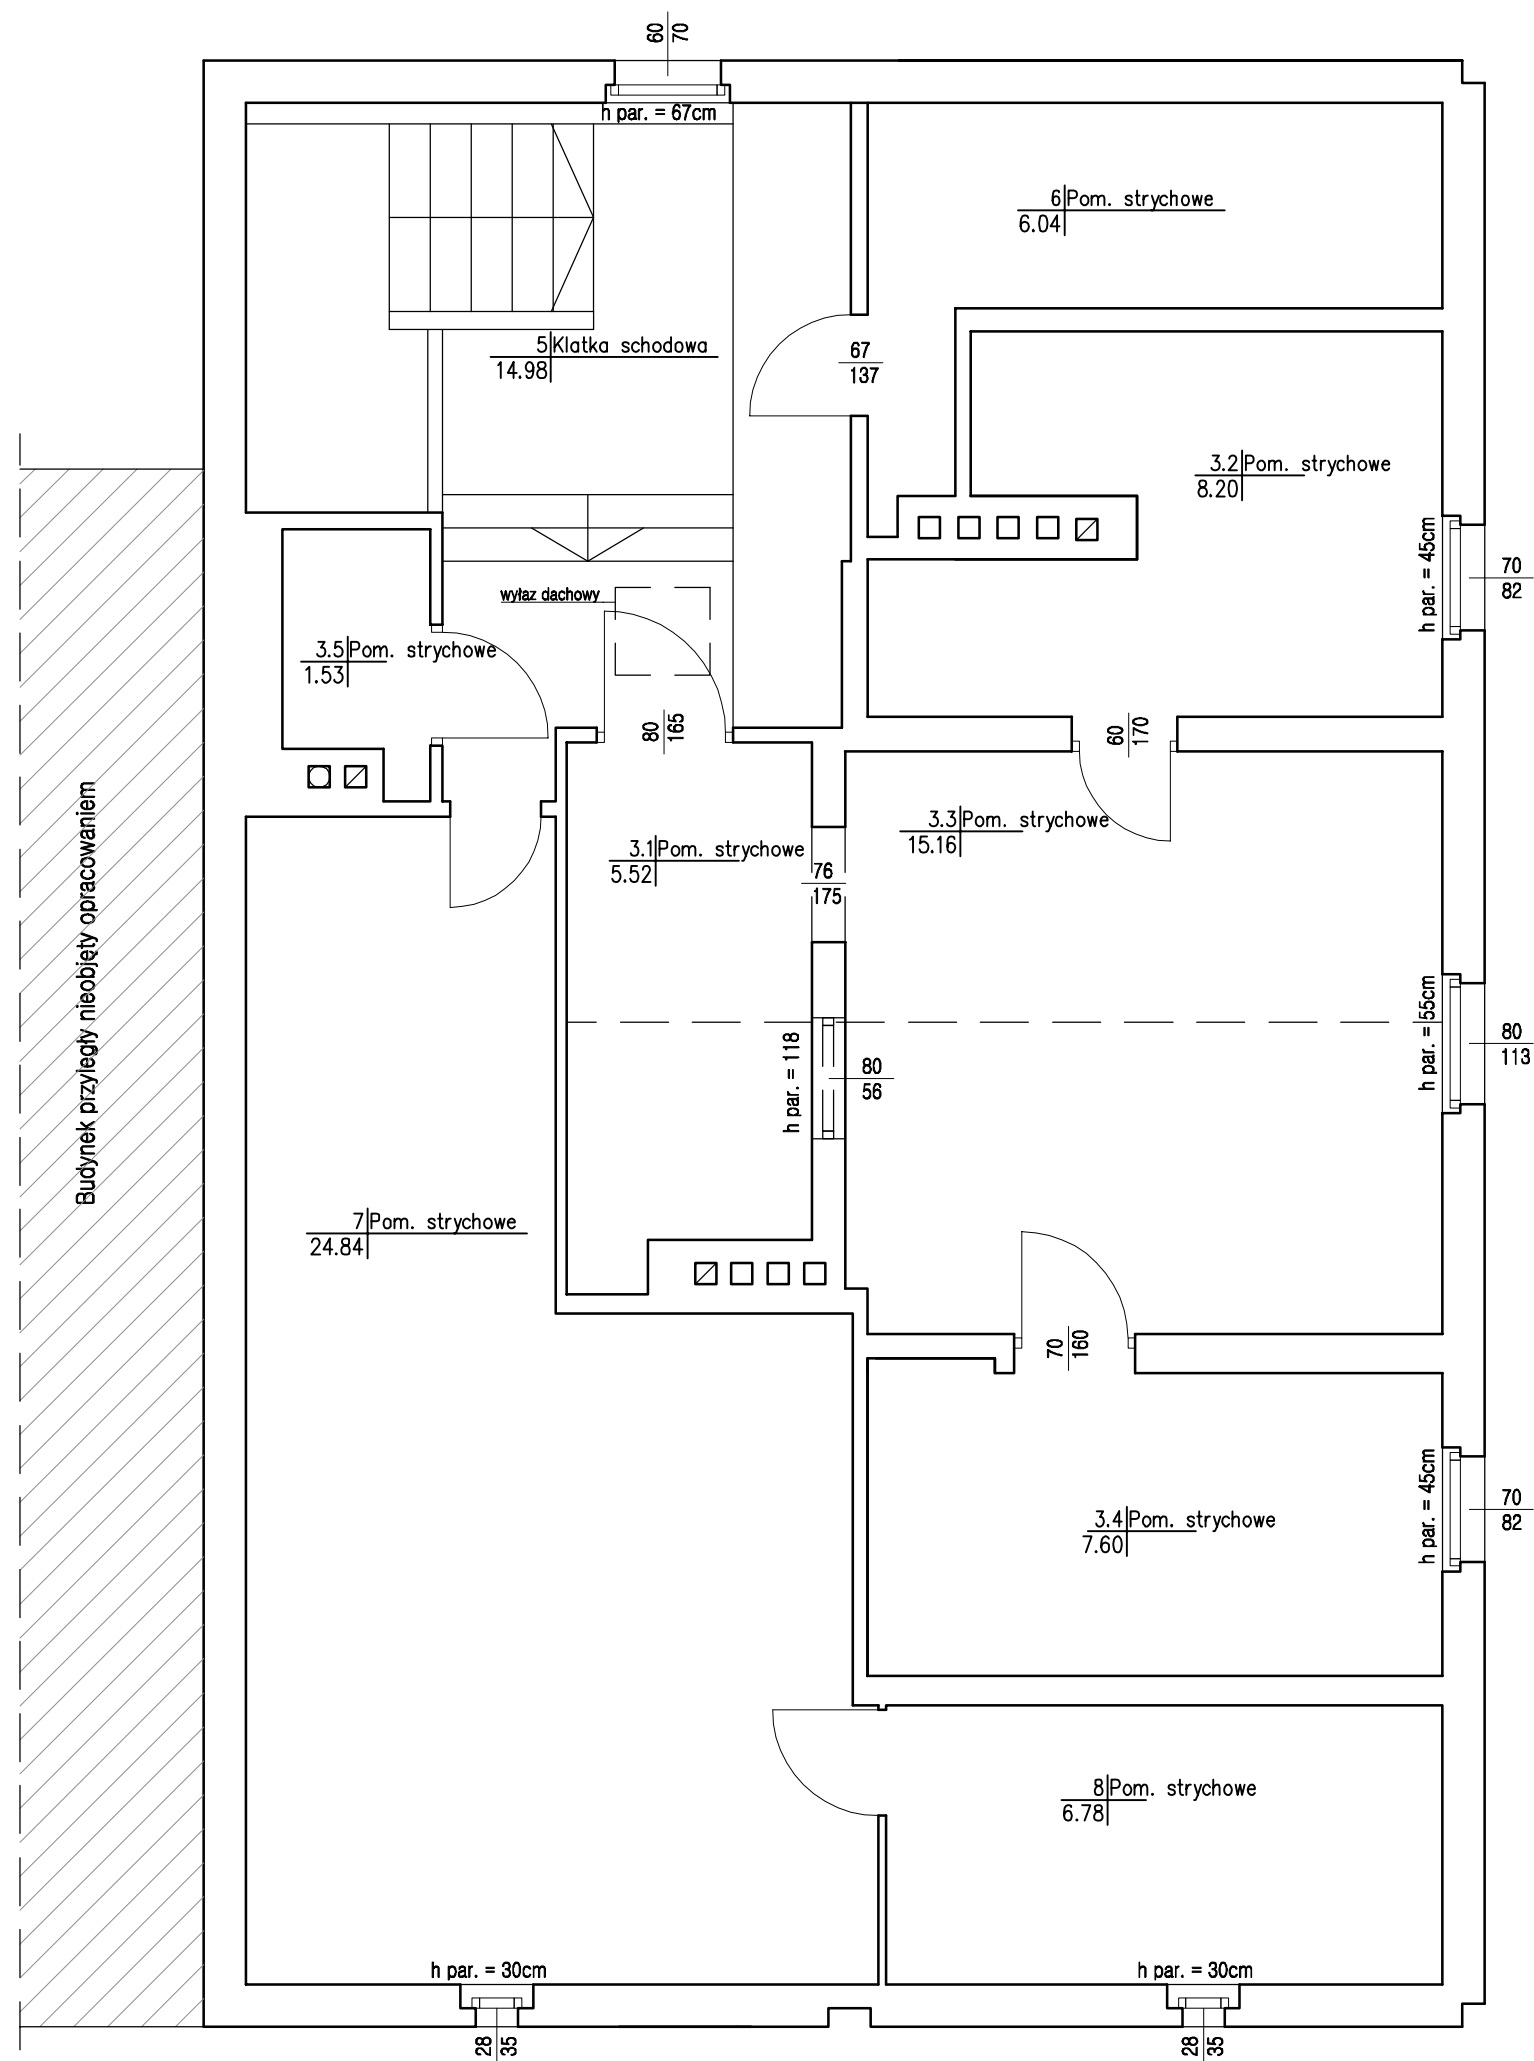 60
70
h par. = 67cm
6 Pom. strychowe
6.04
5 Klatka schodowa
14.98
67
137
3.2 Pom. strychowe
8.20
h par. = 45cm
70
82
wyłaz dachowy
3.5 Pom. strychowe
1.53
80
165
60
170
3.3 Pom. strychowe
15.16
3.1 Pom. strychowe
5.52
76
175
Budynek przyległy nieobjęty opracowaniem
h par. = 118
80
56
h par. = 55cm
80
113
7 Pom. strychowe
24.84
70
160
h par. = 45cm
70
82
3.4 Pom. strychowe
7.60
8 Pom. strychowe
6.78
h par. = 30cm
28
35
h par. = 30cm
28
35